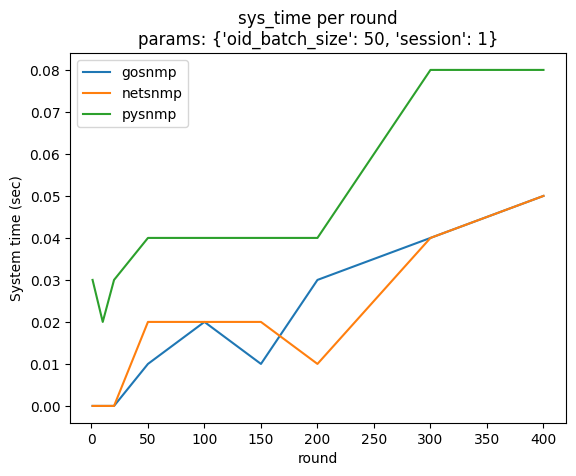 sys_time per round
params: {'oid_batch_size': 50, 'session': 1}
gosnmp
netsnmp
pysnmp
System time (sec)
0.08
0.07
0.06
0.05
0.04
0.03
0.02
0.01
0.00
0 50 100 150 200 250 300 350 400
round